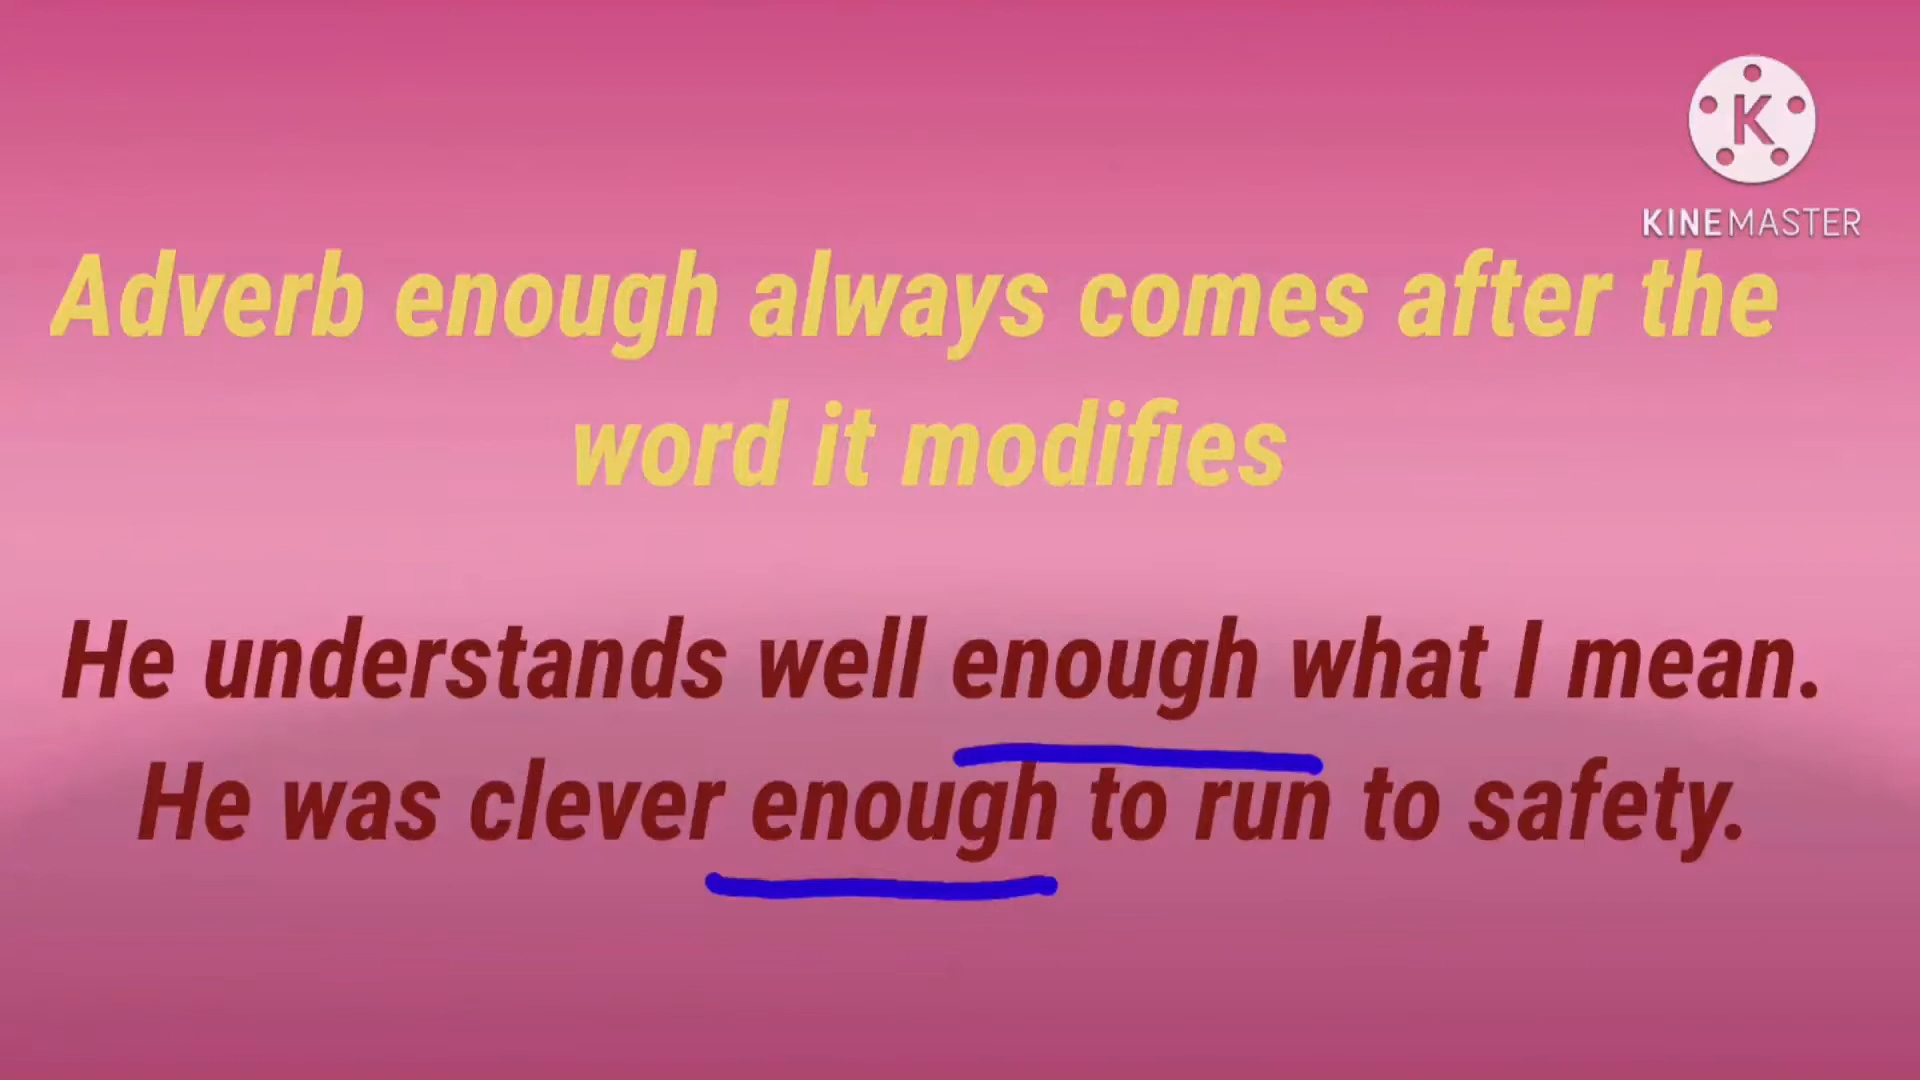 K
KINEMASTER
Adverb enough always comes after the
word it modifies
He understands well enough what I mean.
He was clever enough to run to safety.